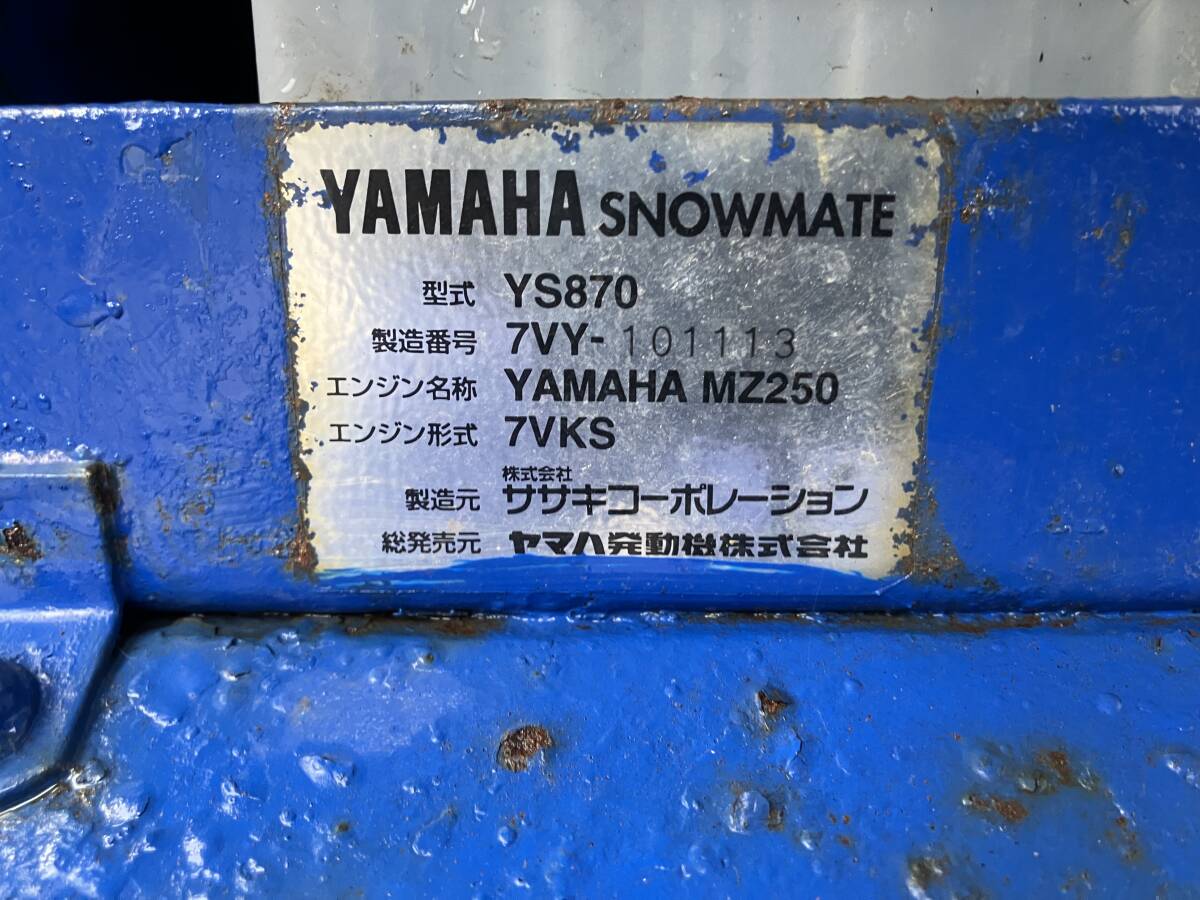 YAMAHA SNOWMATE
型式 YS870
製造番号 7VY-101113
エンジン名称 YAMAHA MZ250
エンジン形式 7VKS
株式会社
製造元 ササキコーポレーション
総発売元 ヤマハ発動機株式会社